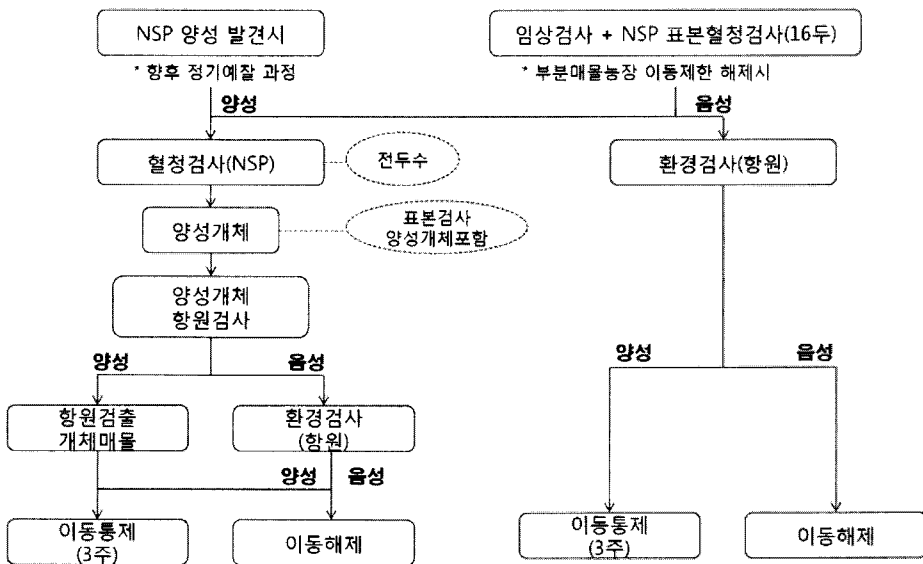 NSP 양성 발견시
임상검사 + NSP 표본혈청검사(16두)
* 향후 정기예찰 과정
* 부분매몰농장 이동제한 해제시
양성
음성
혈청검사(NSP)
전두수
환경검사(항원)
양성개체
표본검사
양성개체포함
양성개체
항원검사
양성
음성
양성
음성
항원검출
개체매몰
환경검사
(항원)
양성
음성
이동통제
(3주)
이동해제
이동통제
(3주)
이동해제